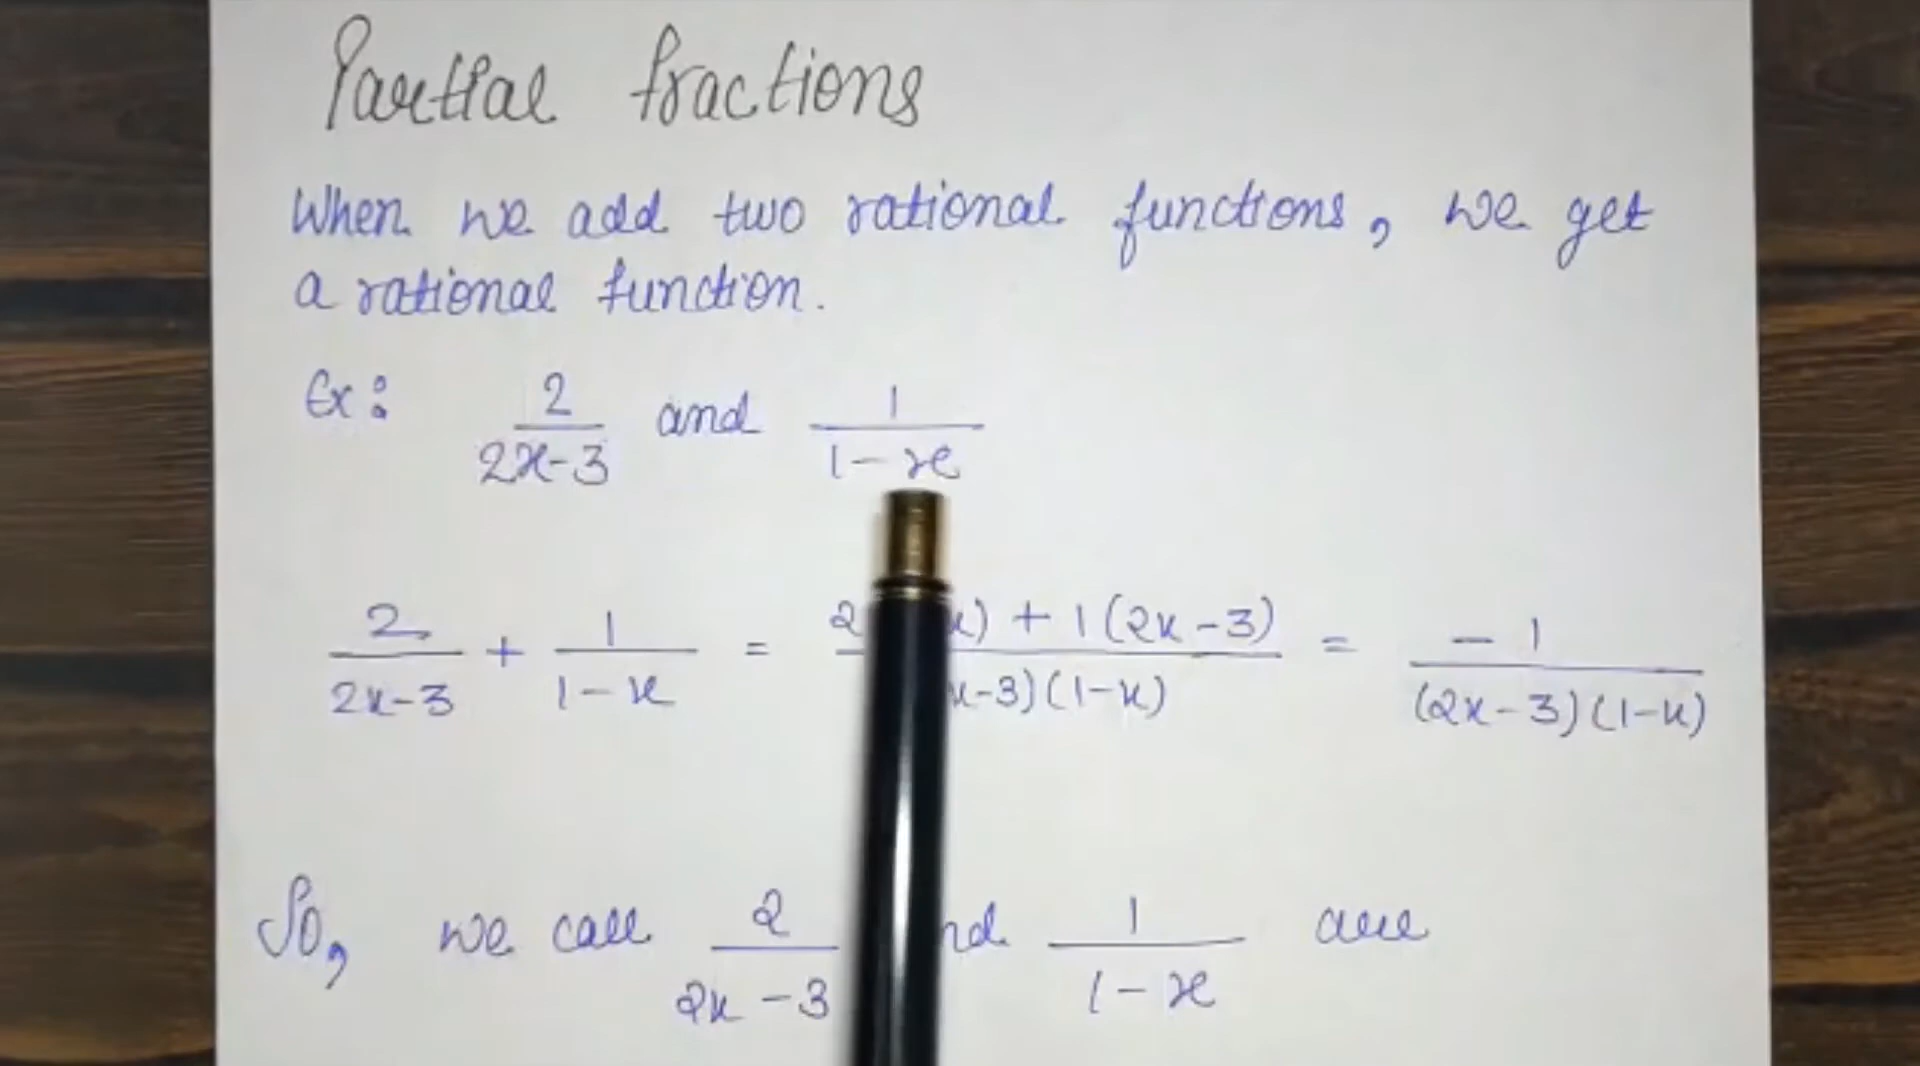 Partial fractions
When we add two rational functions, we get
a rational function.
Ex: 2/(2x-3) and 1/(1-x)
2/(2x-3) + 1/(1-x) = 2 x) + 1(2x-3) / x-3)(1-x) = -1/((2x-3)(1-x))
So, we call 2/(2x-3) nd 1/(1-x) are